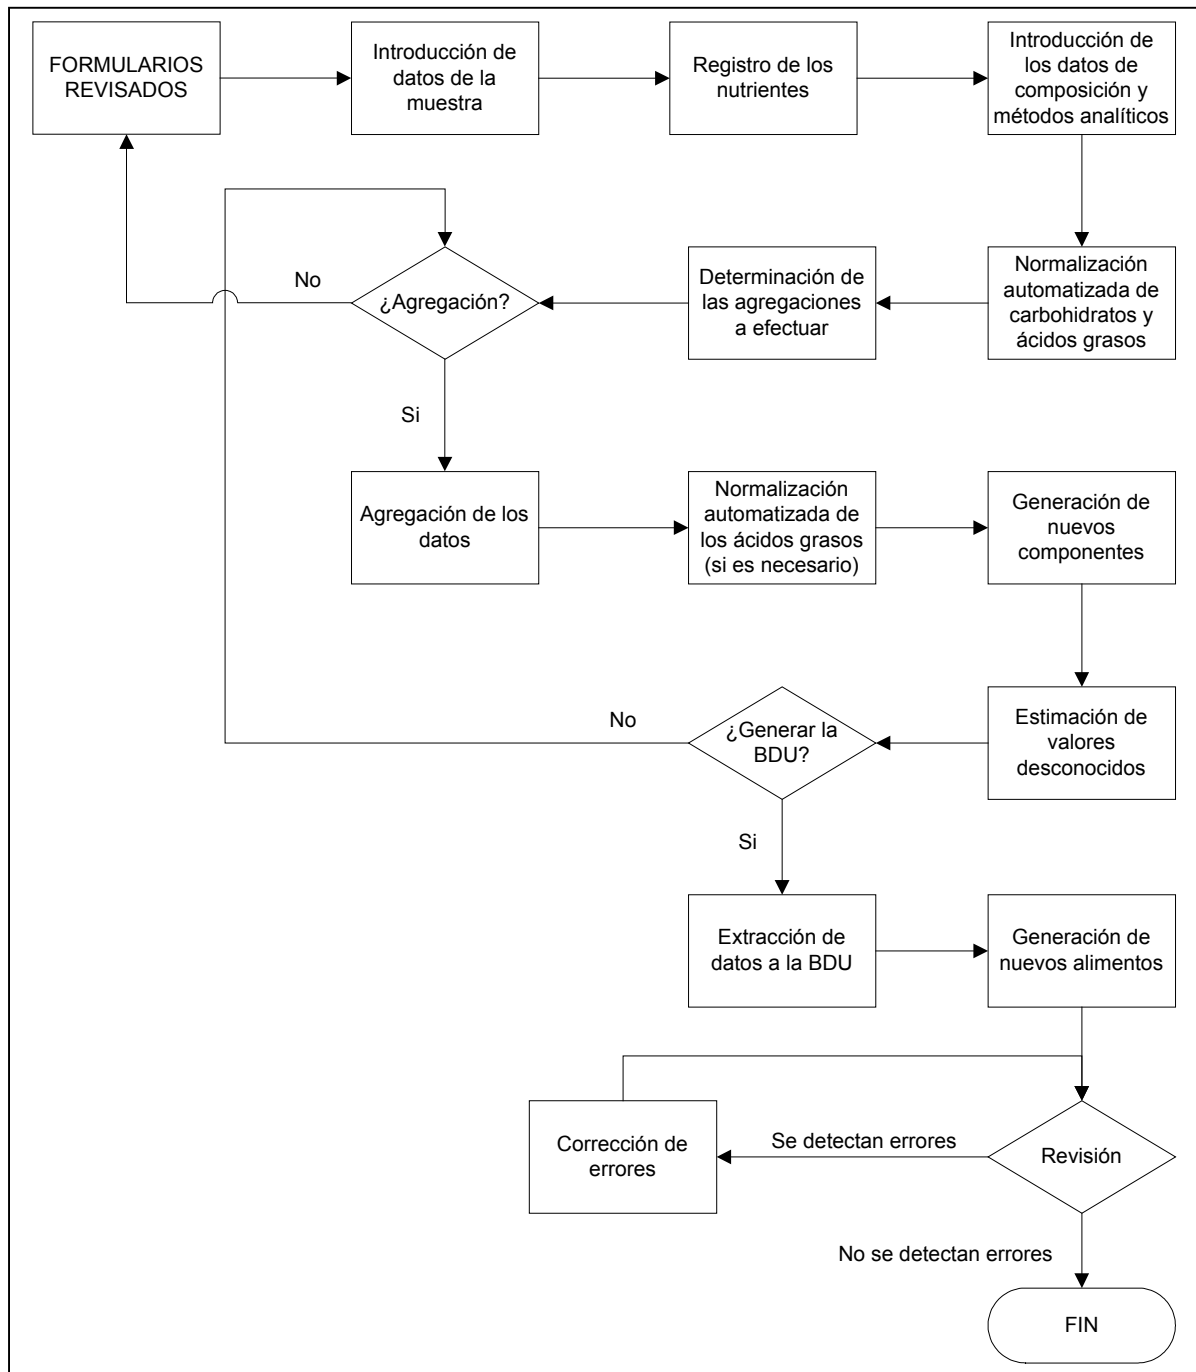 FORMULARIOS
REVISADOS
Introducción de
datos de la
muestra
Registro de los
nutrientes
Introducción de
los datos de
composición y
métodos analíticos
No
¿Agregación?
Determinación de
las agregaciones
a efectuar
Normalización
automatizada de
carbohidratos y
ácidos grasos
Si
Agregación de los
datos
Normalización
automatizada de
los ácidos grasos
(si es necesario)
Generación de
nuevos
componentes
No
¿Generar la
BDU?
Estimación de
valores
desconocidos
Si
Extracción de
datos a la BDU
Generación de
nuevos alimentos
Corrección de
errores
Se detectan errores
Revisión
No se detectan errores
FIN